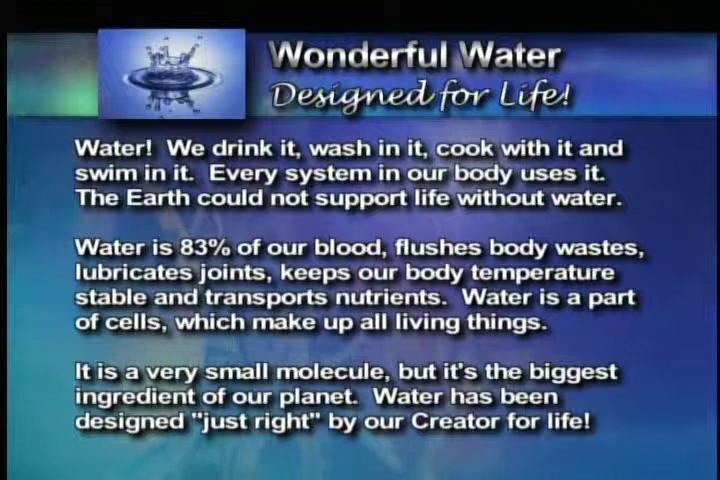 Wonderful Water
Designed for Life!
Water!  We drink it, wash in it, cook with it and
swim in it.  Every system in our body uses it.
The Earth could not support life without water.
Water is 83% of our blood, flushes body wastes,
lubricates joints, keeps our body temperature
stable and transports nutrients.  Water is a part
of cells, which make up all living things.
It is a very small molecule, but it's the biggest
ingredient of our planet.  Water has been
designed "just right" by our Creator for life!